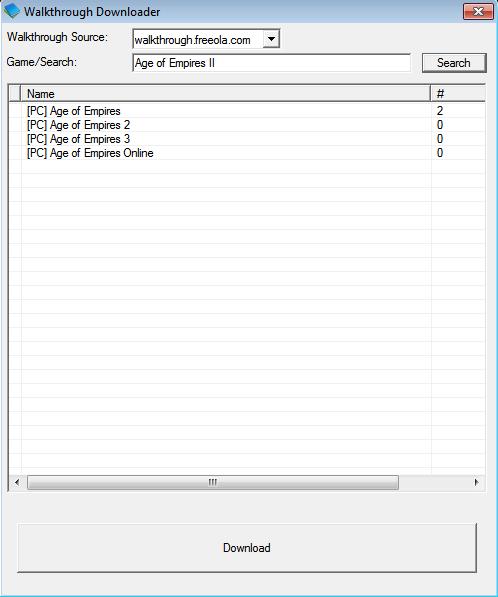 Walkthrough Downloader
Walkthrough Source: walkthrough.freeola.com
Game/Search: Age of Empires II Search
Name #
[PC] Age of Empires 2
[PC] Age of Empires 2 0
[PC] Age of Empires 3 0
[PC] Age of Empires Online 0
Download